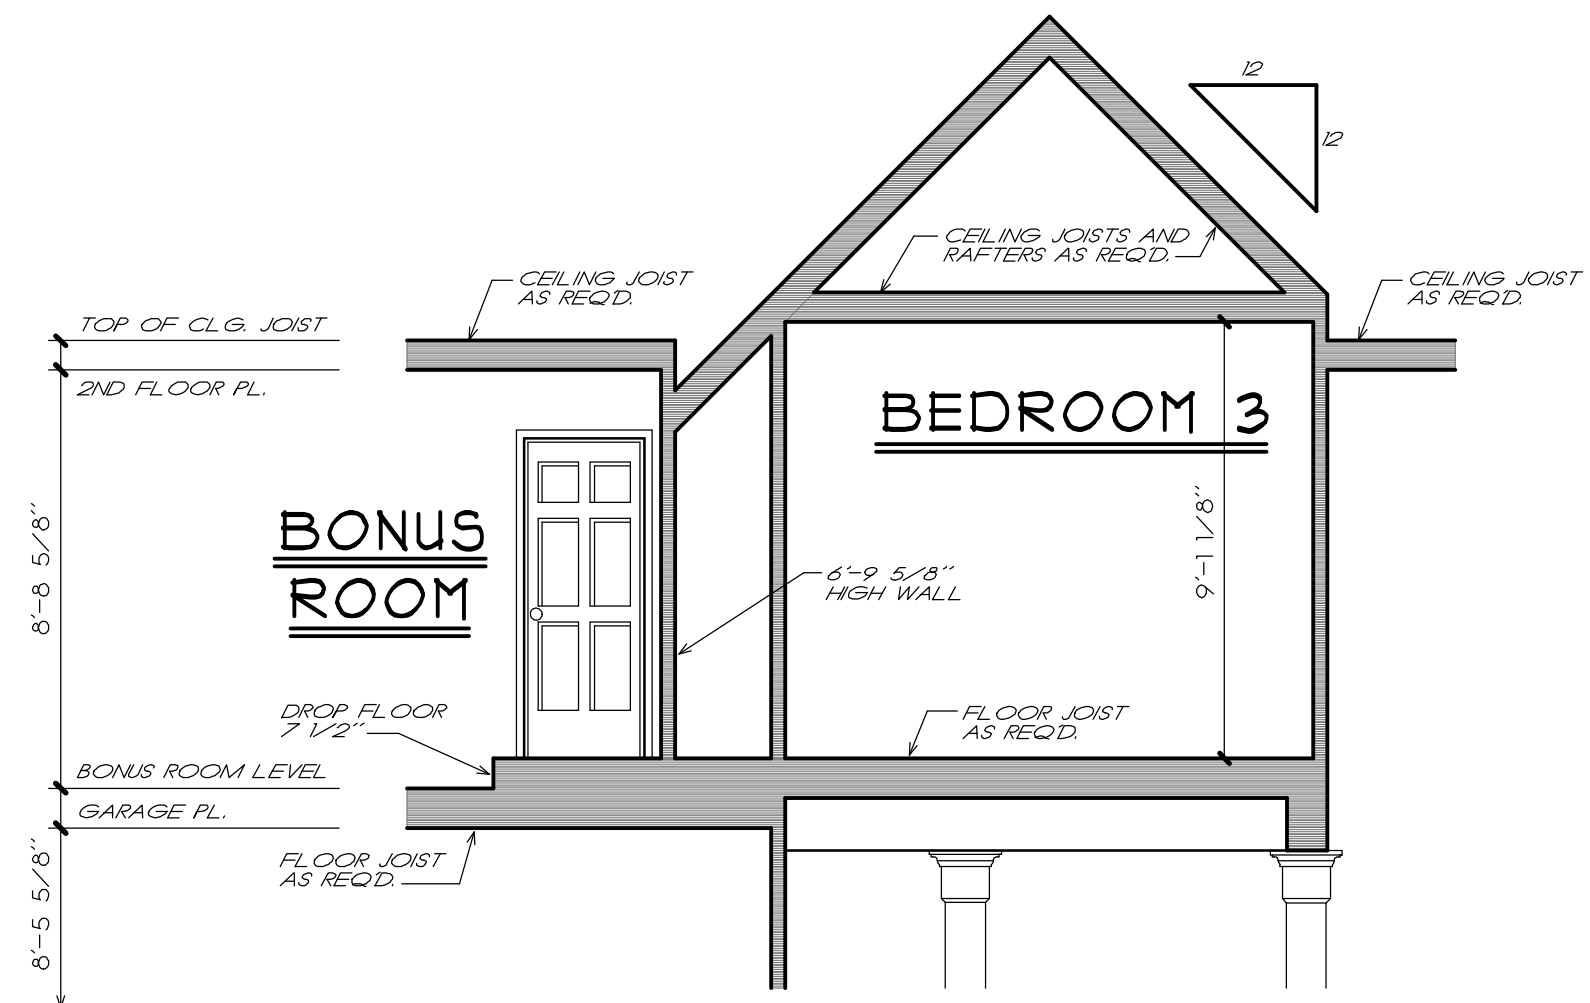 12
12
CEILING JOISTS AND
RAFTERS AS REQ'D.
CEILING JOIST
AS REQ'D.
CEILING JOIST
AS REQ'D.
TOP OF CLG. JOIST
2ND FLOOR PL.
BEDROOM 3
BONUS
ROOM
8'-8 5/8"
9'-1 1/8"
6'-9 5/8"
HIGH WALL
DROP FLOOR
7 1/2"
FLOOR JOIST
AS REQ'D.
BONUS ROOM LEVEL
GARAGE PL.
FLOOR JOIST
AS REQ'D.
8'-5 5/8"